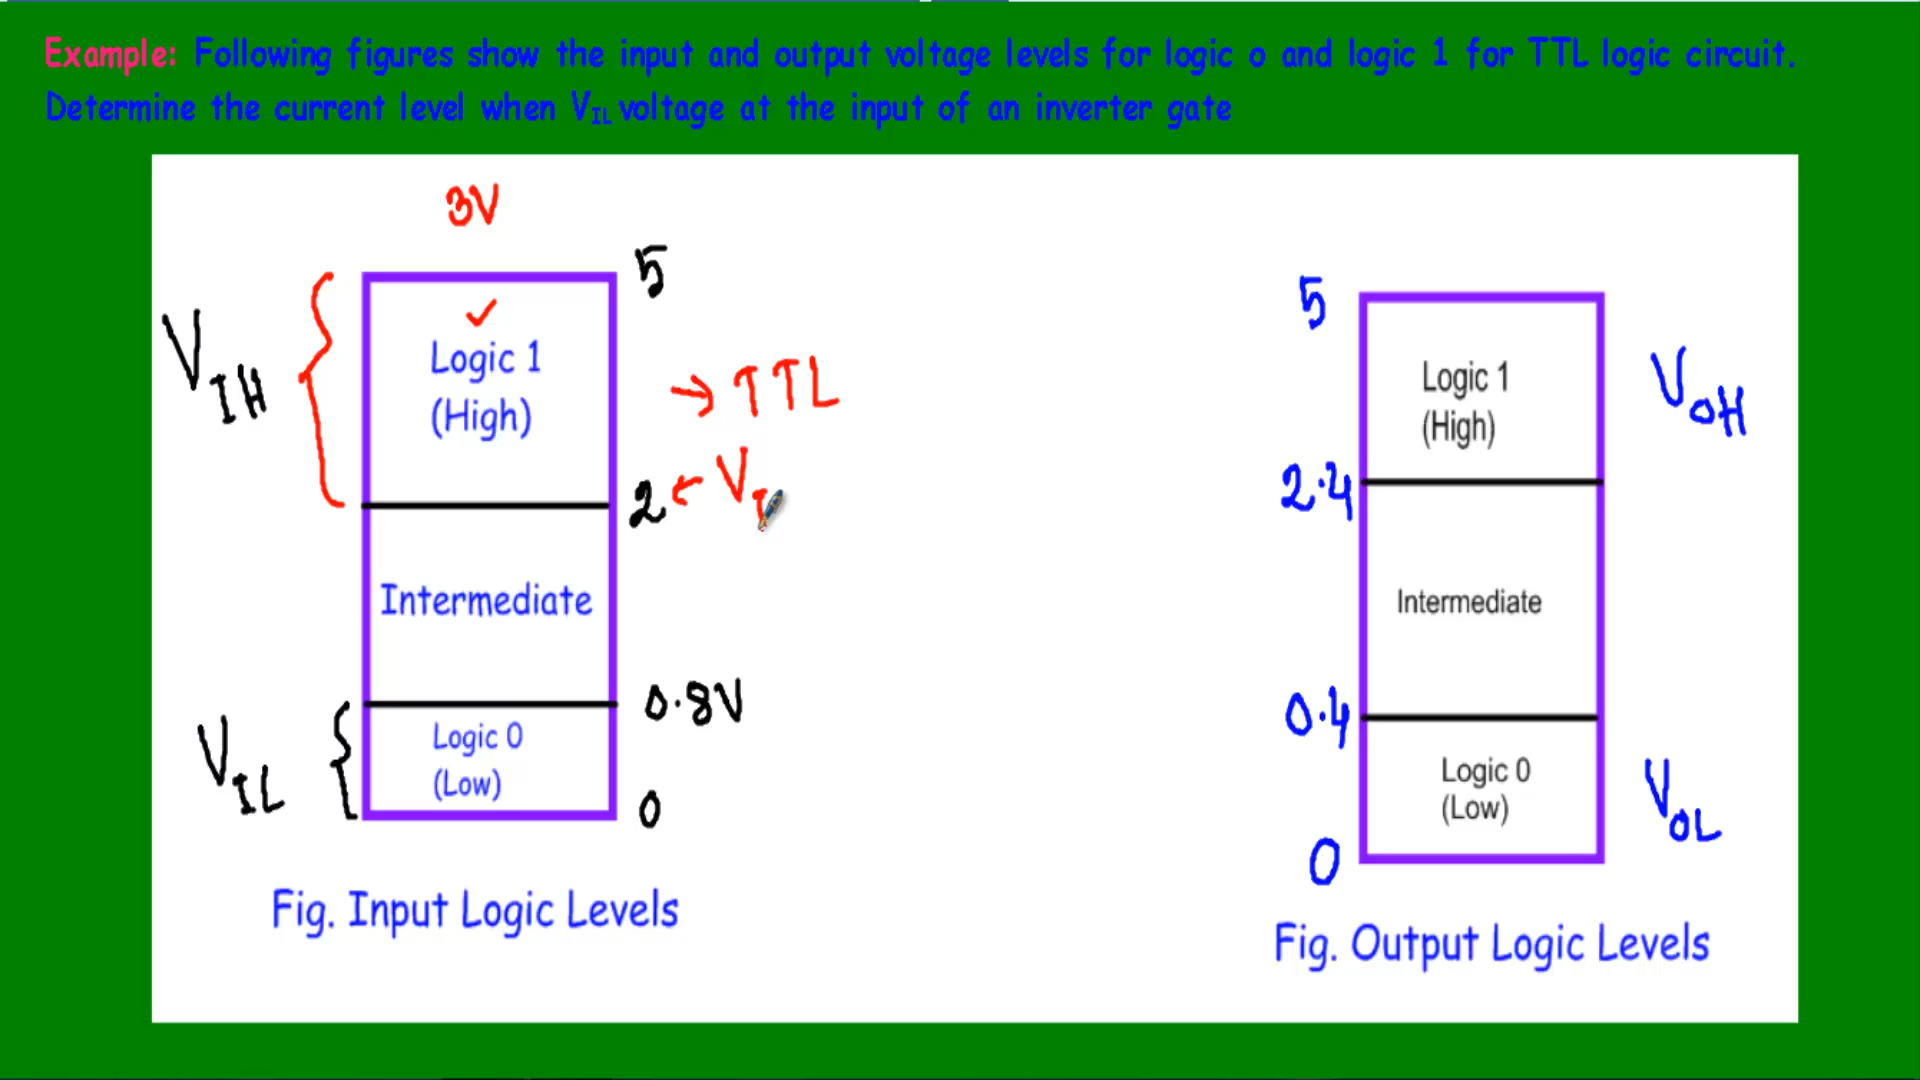 Example: Following figures show the input and output voltage levels for logic o and logic 1 for TTL logic circuit.
Determine the current level when VIL voltage at the input of an inverter gate
3V
5
VIH
Logic 1
(High)
→ TTL
2 ← VI
Intermediate
0.8V
VIL
Logic 0
(Low)
0
Fig. Input Logic Levels
5
Logic 1
(High)
VOH
2.4
Intermediate
0.4
Logic 0
(Low)
VOL
0
Fig. Output Logic Levels